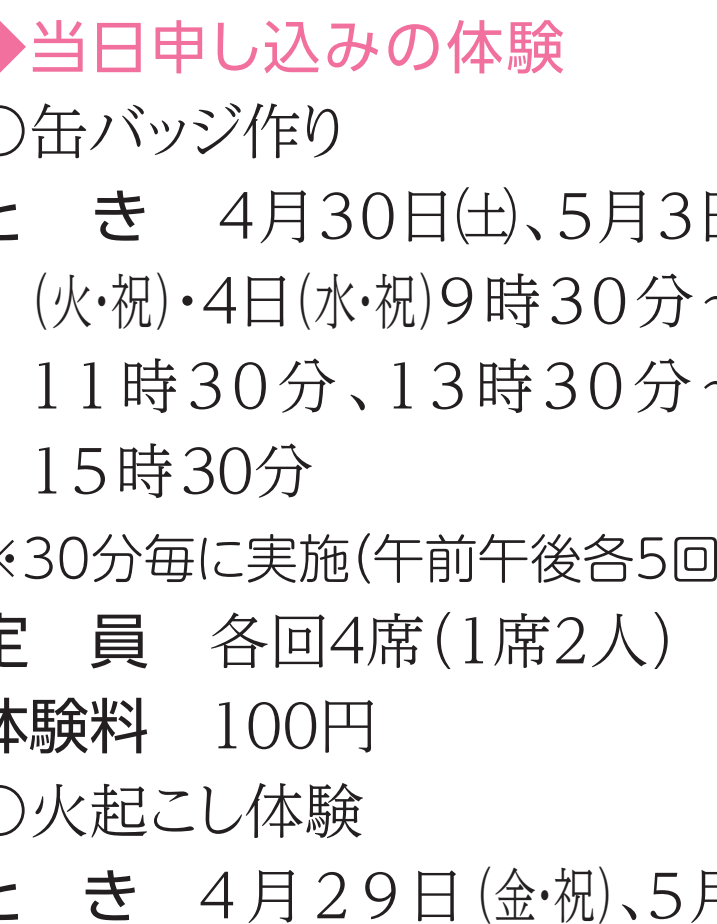 ◆当日申し込みの体験
○缶バッジ作り
とき 4月30日(土)、5月3日
(火・祝)・4日(水・祝)9時30分~
11時30分、13時30分~
15時30分
※30分毎に実施(午前午後各5回
定員 各回4席(1席2人)
体験料 100円
○火起こし体験
とき 4月29日(金・祝)、5月